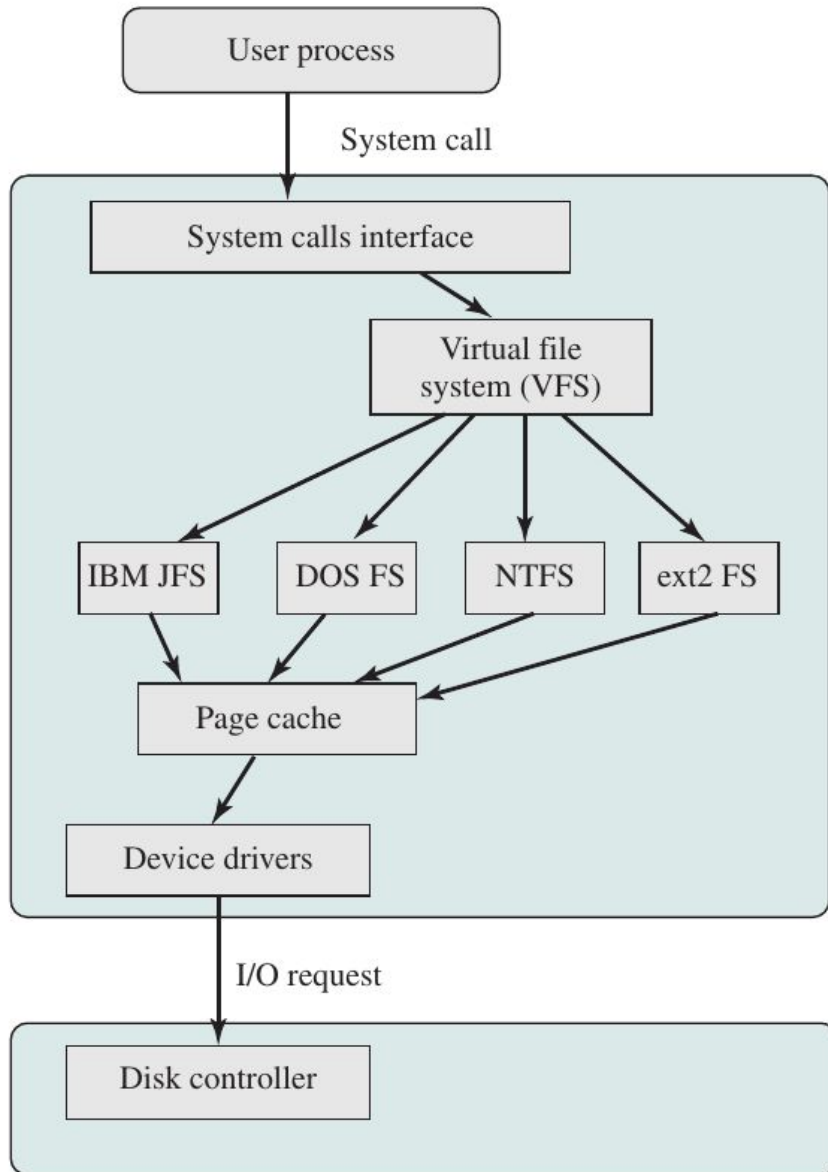 User process
System call
System calls interface
Virtual file
system (VFS)
IBM JFS
DOS FS
NTFS
ext2 FS
Page cache
Device drivers
I/O request
Disk controller